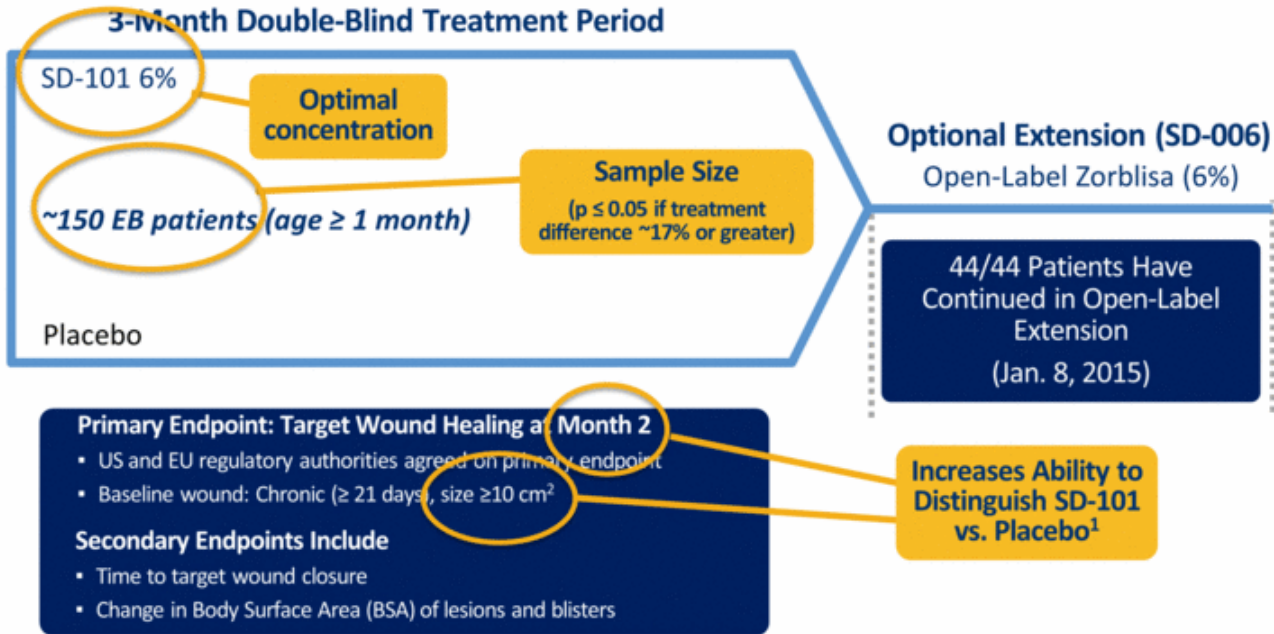 3-Month Double-Blind Treatment Period
SD-101 6%
Optimal
concentration
~150 EB patients (age ≥ 1 month)
Sample Size
(p ≤ 0.05 if treatment
difference ~17% or greater)
Placebo
Optional Extension (SD-006)
Open-Label Zorblisa (6%)
44/44 Patients Have
Continued in Open-Label
Extension
(Jan. 8, 2015)
Primary Endpoint: Target Wound Healing at Month 2
▪ US and EU regulatory authorities agreed on primary endpoint
▪ Baseline wound: Chronic (≥ 21 days), size ≥10 cm²
Secondary Endpoints Include
▪ Time to target wound closure
▪ Change in Body Surface Area (BSA) of lesions and blisters
Increases Ability to
Distinguish SD-101
vs. Placebo¹